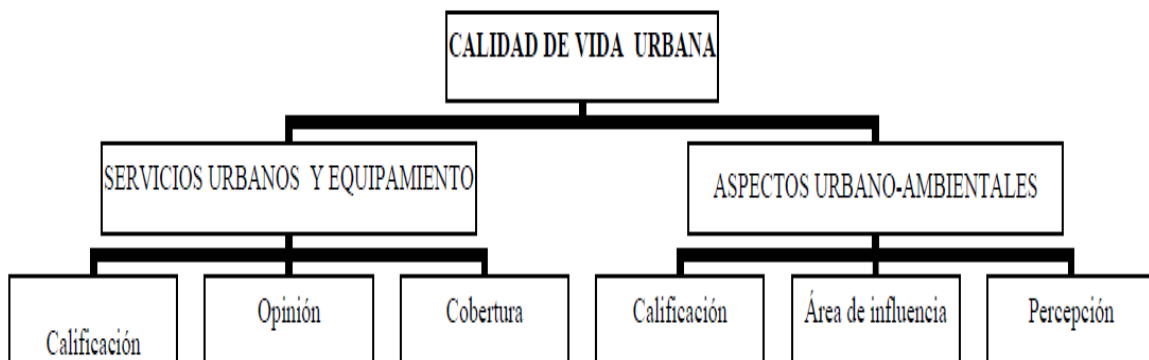 CALIDAD DE VIDA URBANA
SERVICIOS URBANOS Y EQUIPAMIENTO
ASPECTOS URBANO-AMBIENTALES
Calificación
Opinión
Cobertura
Calificación
Área de influencia
Percepción